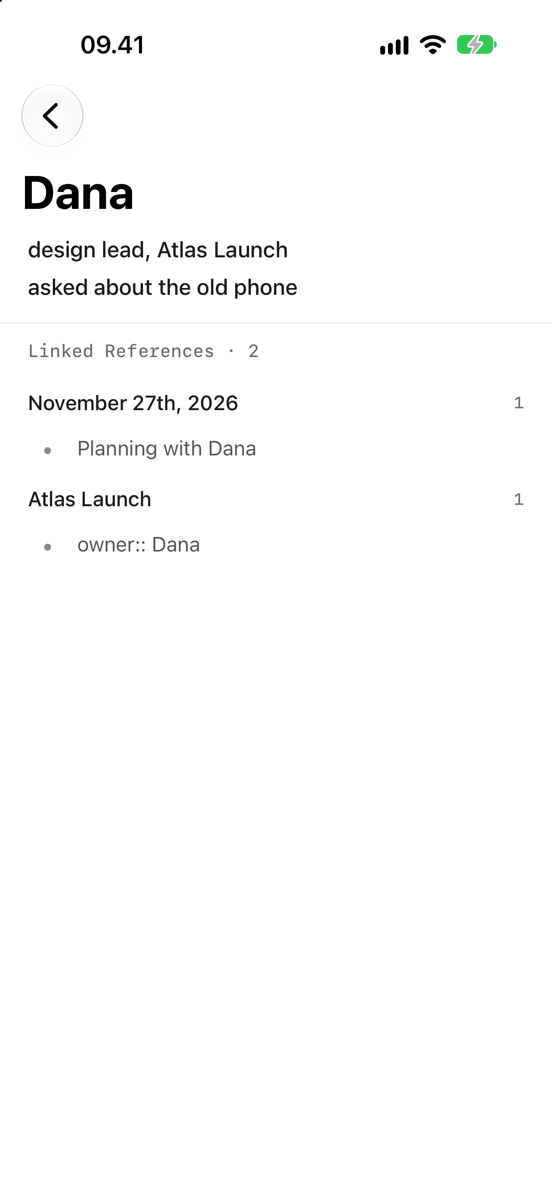 09.41
Dana
design lead, Atlas Launch
asked about the old phone
Linked References · 2
November 27th, 2026 1
Planning with Dana
Atlas Launch 1
owner:: Dana